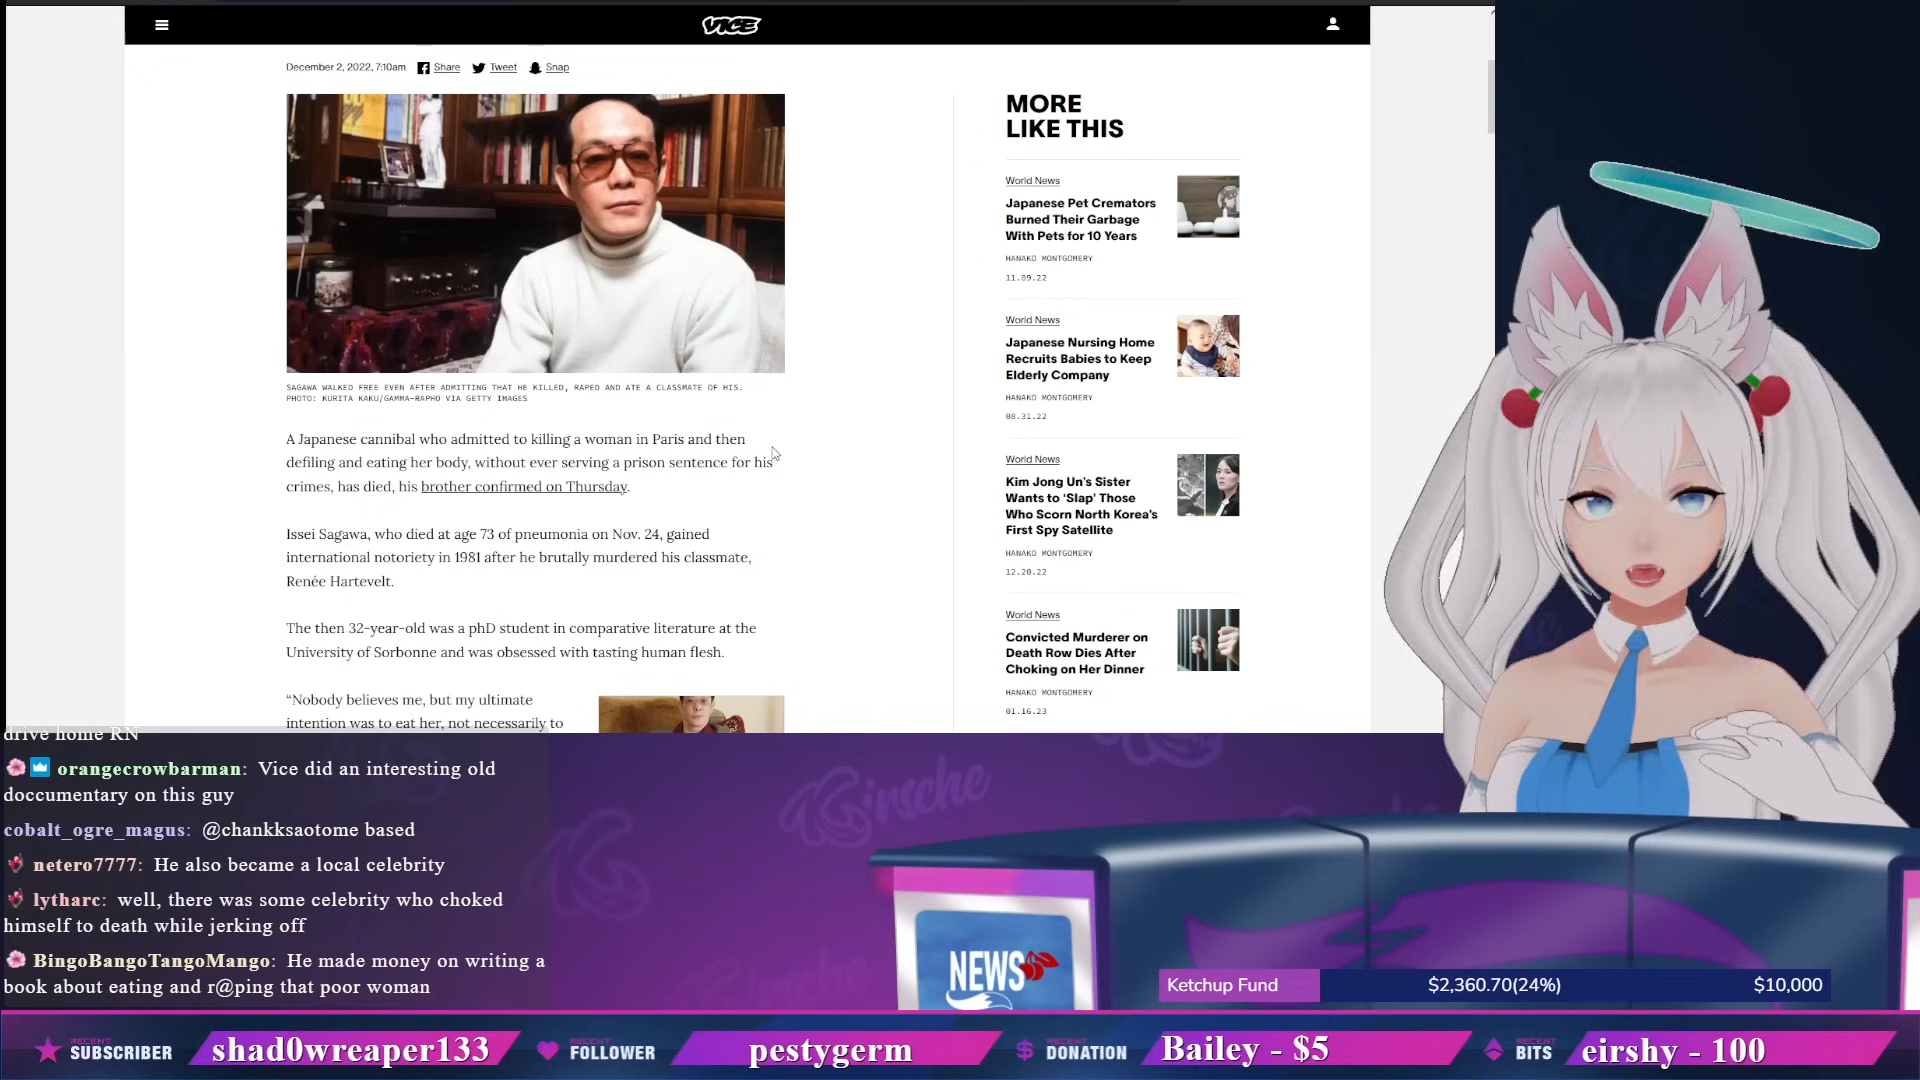 VICE
December 2, 2022, 7:10am Share Tweet Snap
SAGAWA WALKED FREE EVEN AFTER ADMITTING THAT HE KILLED, RAPED AND ATE A CLASSMATE OF HIS.
PHOTO: KURITA KAKU/GAMMA-RAPHO VIA GETTY IMAGES
A Japanese cannibal who admitted to killing a woman in Paris and then
defiling and eating her body, without ever serving a prison sentence for his
crimes, has died, his brother confirmed on Thursday.
Issei Sagawa, who died at age 73 of pneumonia on Nov. 24, gained
international notoriety in 1981 after he brutally murdered his classmate,
Renée Hartevelt.
The then 32-year-old was a phD student in comparative literature at the
University of Sorbonne and was obsessed with tasting human flesh.
“Nobody believes me, but my ultimate
intention was to eat her, not necessarily to
MORE
LIKE THIS
World News
Japanese Pet Cremators
Burned Their Garbage
With Pets for 10 Years
HANAKO MONTGOMERY
11.09.22
World News
Japanese Nursing Home
Recruits Babies to Keep
Elderly Company
HANAKO MONTGOMERY
08.31.22
World News
Kim Jong Un’s Sister
Wants to ‘Slap’ Those
Who Scorn North Korea’s
First Spy Satellite
HANAKO MONTGOMERY
12.20.22
World News
Convicted Murderer on
Death Row Dies After
Choking on Her Dinner
HANAKO MONTGOMERY
01.16.23
drive home RN
orangecrowbarman: Vice did an interesting old
doccumentary on this guy
cobalt_ogre_magus: @chankksaotome based
netero7777: He also became a local celebrity
lytharc: well, there was some celebrity who choked
himself to death while jerking off
BingoBangoTangoMango: He made money on writing a
book about eating and r@ping that poor woman
Kirsche
NEWS
Ketchup Fund $2,360.70(24%) $10,000
RECENT SUBSCRIBER shad0wreaper133
RECENT FOLLOWER pestygerm
RECENT DONATION Bailey - $5
RECENT BITS eirshy - 100